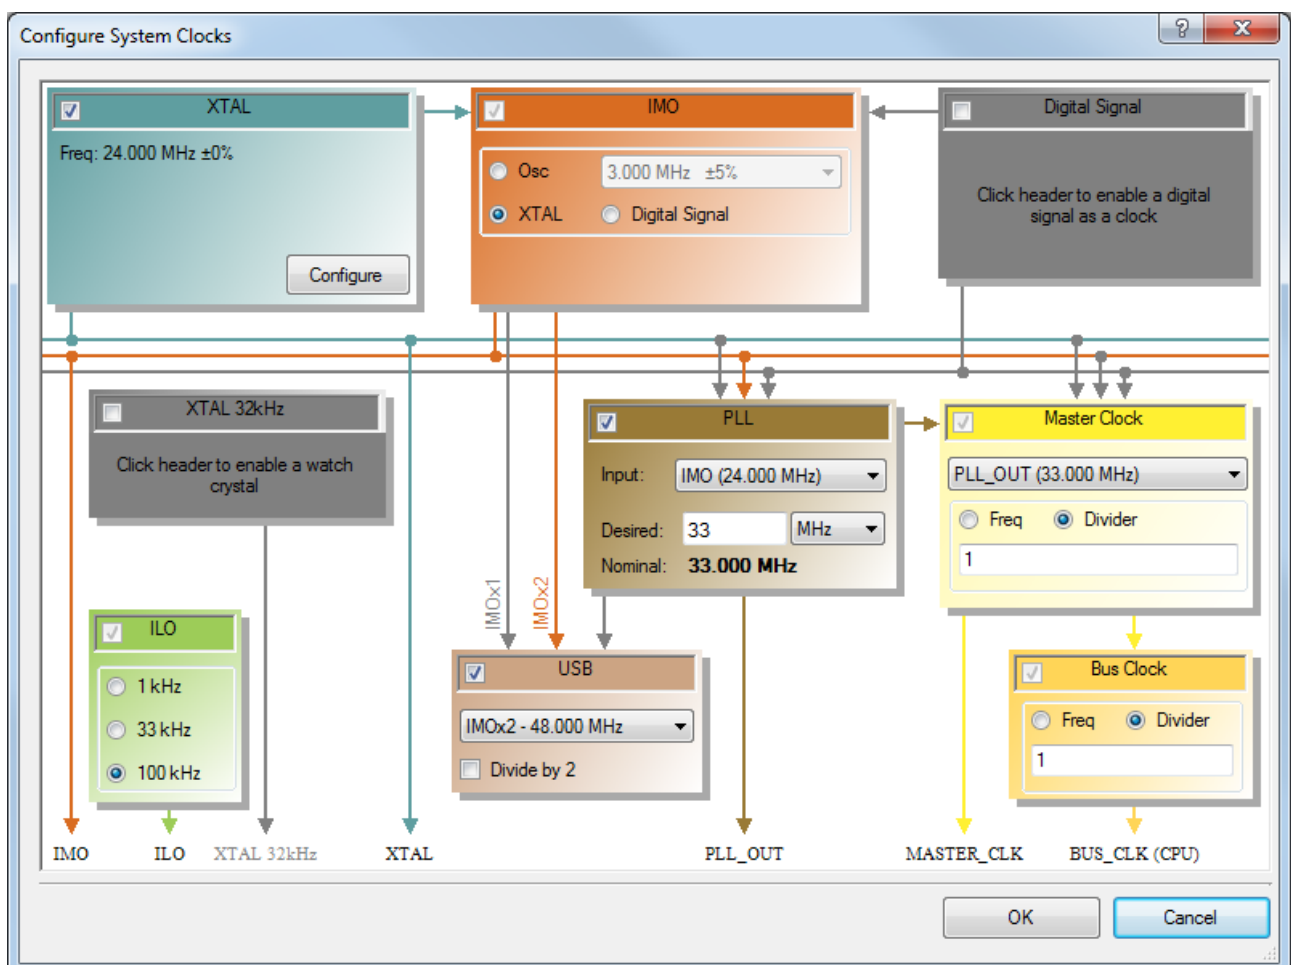 Configure System Clocks
XTAL
Freq: 24.000 MHz ±0%
Configure
IMO
Osc
3.000 MHz ±5%
XTAL
Digital Signal
Digital Signal
Click header to enable a digital
signal as a clock
XTAL 32kHz
Click header to enable a watch
crystal
PLL
Input:
IMO (24.000 MHz)
Desired:
33
MHz
Nominal:
33.000 MHz
Master Clock
PLL_OUT (33.000 MHz)
Freq
Divider
1
IMOx1
IMOx2
ILO
1 kHz
33 kHz
100 kHz
USB
IMOx2 - 48.000 MHz
Divide by 2
Bus Clock
Freq
Divider
1
IMO
ILO
XTAL 32kHz
XTAL
PLL_OUT
MASTER_CLK
BUS_CLK (CPU)
OK
Cancel